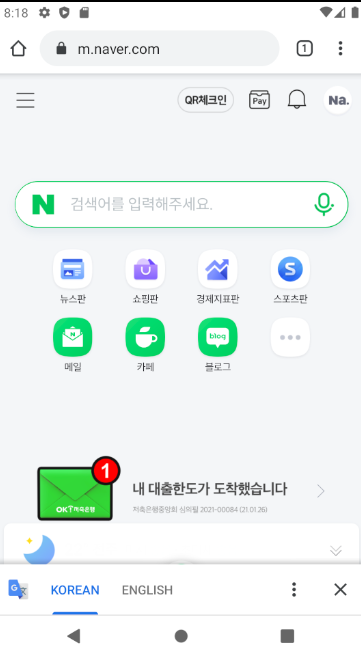 8:18
m.naver.com
1
QR체크인
Pay
Na.
N
검색어를 입력해주세요.
뉴스판
쇼핑판
경제지표판
스포츠판
S
blog
메일
카페
블로그
1
내 대출한도가 도착했습니다
OK저축은행
저축은행중앙회 심의필 2021-00084 (21.01.26)
G
KOREAN
ENGLISH